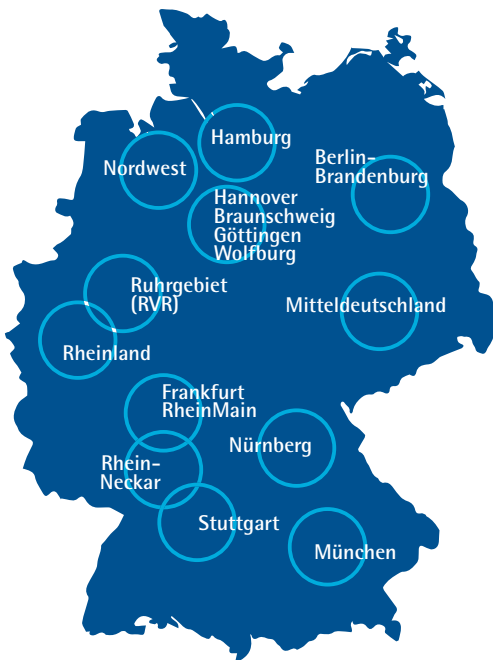 Hamburg
Nordwest
Berlin-
Brandenburg
Hannover
Braunschweig
Göttingen
Wolfburg
Ruhrgebiet
(RVR)
Mitteldeutschland
Rheinland
Frankfurt
RheinMain
Nürnberg
Rhein-
Neckar
Stuttgart
München